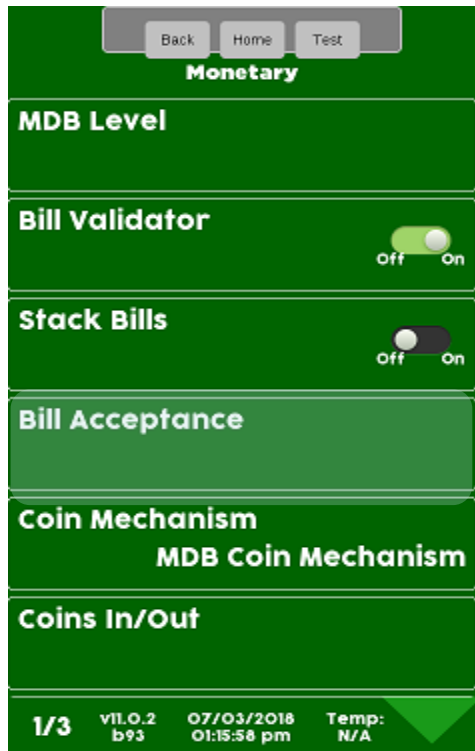 Back Home Test
Monetary
MDB Level
Bill Validator
Off On
Stack Bills
Off On
Bill Acceptance
Coin Mechanism
MDB Coin Mechanism
Coins In/Out
1/3 v11.0.2 07/03/2018 Temp:
b93 01:15:58 pm N/A